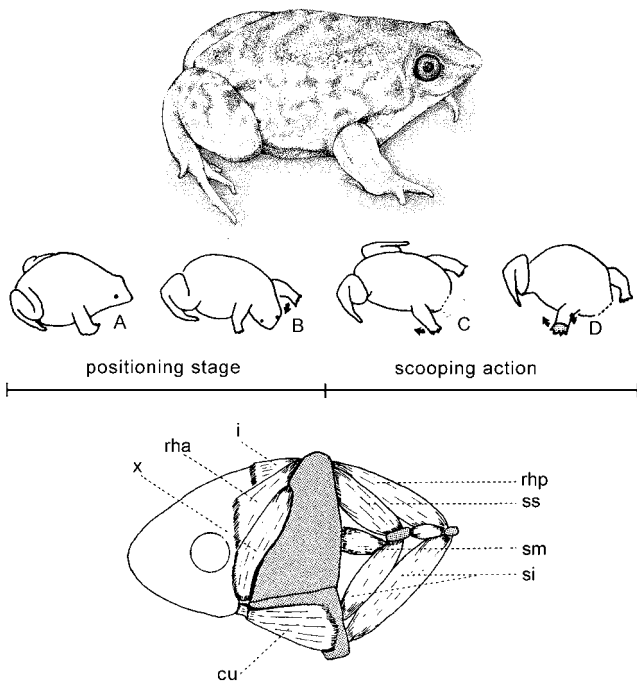 A B C D
positioning stage scooping action
i
rha
x
rhp
ss
sm
si
cu